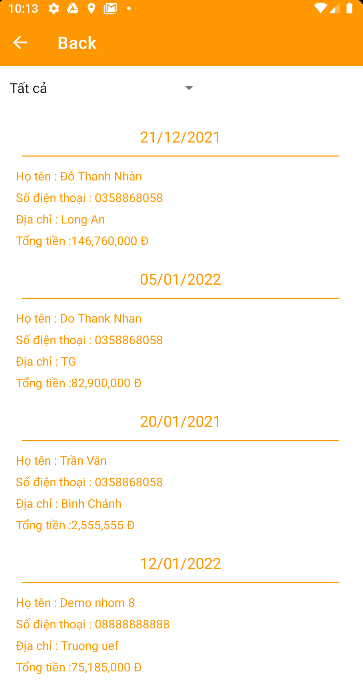 10:13
Back
Tất cả
21/12/2021
Họ tên : Đỗ Thanh Nhàn
Số điện thoại : 0358868058
Địa chỉ : Long An
Tổng tiền :146,760,000 Đ
05/01/2022
Họ tên : Do Thank Nhan
Số điện thoại : 0358868058
Địa chỉ : TG
Tổng tiền :82,900,000 Đ
20/01/2021
Họ tên : Trần Văn
Số điện thoại : 0358868058
Địa chỉ : Bình Chánh
Tổng tiền :2,555,555 Đ
12/01/2022
Họ tên : Demo nhom 8
Số điện thoại : 08888888888
Địa chỉ : Truong uef
Tổng tiền :75,185,000 Đ